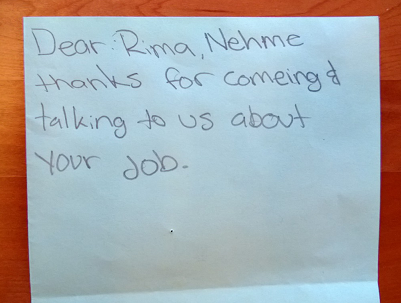 Dear: Rima, Nehme
thanks for comeing &
talking to us about
your Job.